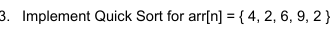 3. Implement Quick Sort for arr[n] = { 4, 2, 6, 9, 2 }